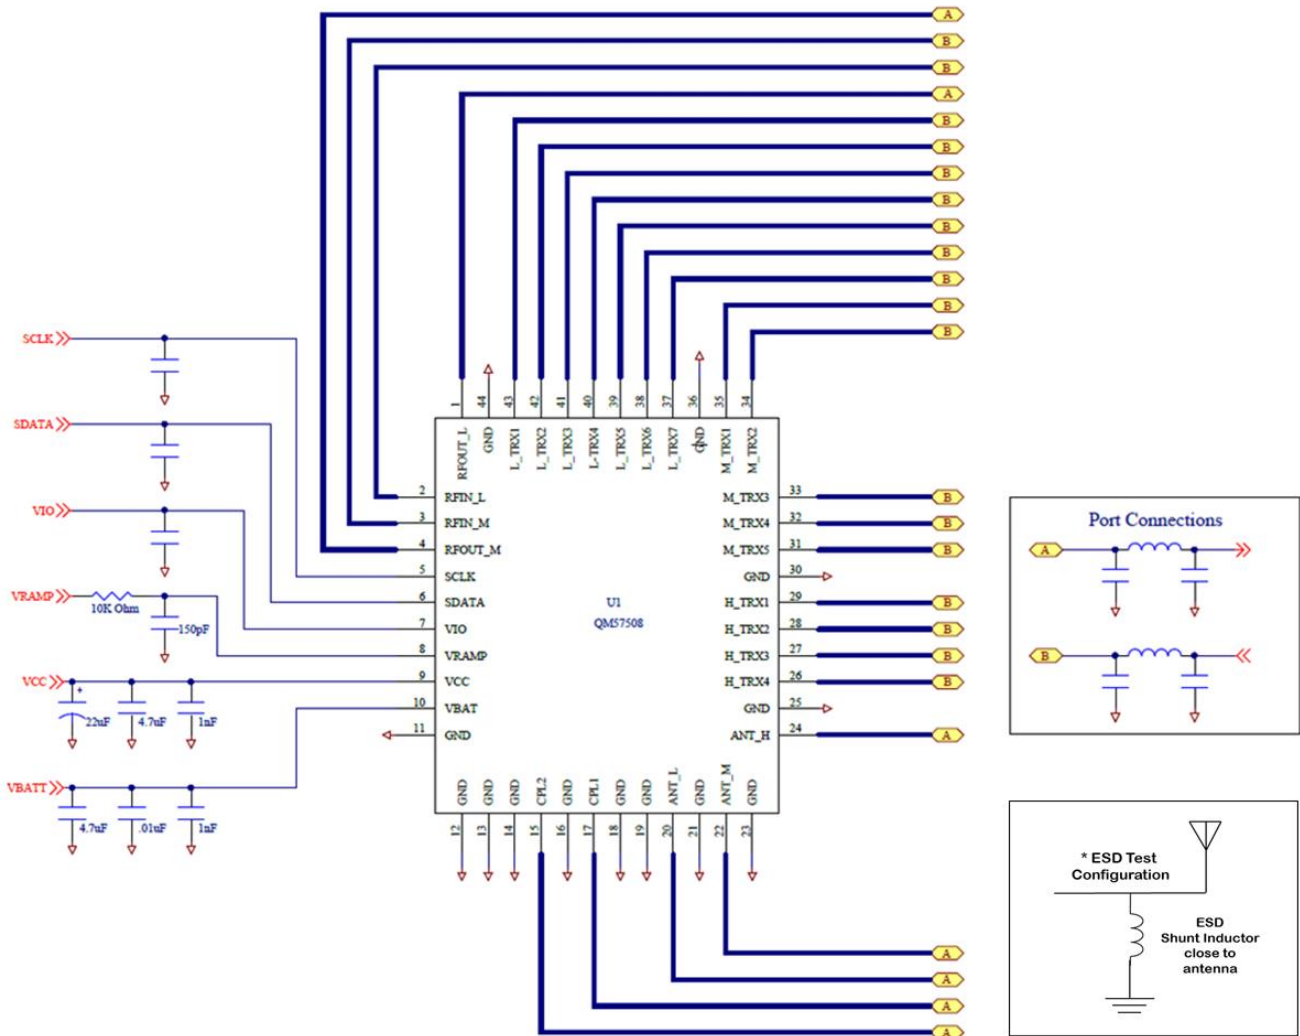 A
B
B
A
B
B
B
B
B
B
B
B
B
SCLK
SDATA
VIO
VRAMP
10K Ohm
150pF
VCC
22uF
4.7uF
1nF
VBATT
4.7uF
.01uF
1nF
1
44
43
42
41
40
39
38
37
36
35
34
RFOUT_L
GND
L_TRX1
L_TRX2
L_TRX3
L-TRX4
L_TRX5
L_TRX6
L_TRX7
GND
M_TRX1
M_TRX2
2 RFIN_L
3 RFIN_M
4 RFOUT_M
5 SCLK
6 SDATA
7 VIO
8 VRAMP
9 VCC
10 VBAT
11 GND
U1
QM57508
M_TRX3 33 B
M_TRX4 32 B
M_TRX5 31 B
GND 30
H_TRX1 29 B
H_TRX2 28 B
H_TRX3 27 B
H_TRX4 26 B
GND 25
ANT_H 24 A
GND
GND
GND
CPL2
GND
CPL1
GND
GND
ANT_L
GND
ANT_M
GND
12
13
14
15
16
17
18
19
20
21
22
23
A
A
A
A
Port Connections
A
B
* ESD Test
Configuration
ESD
Shunt Inductor
close to
antenna